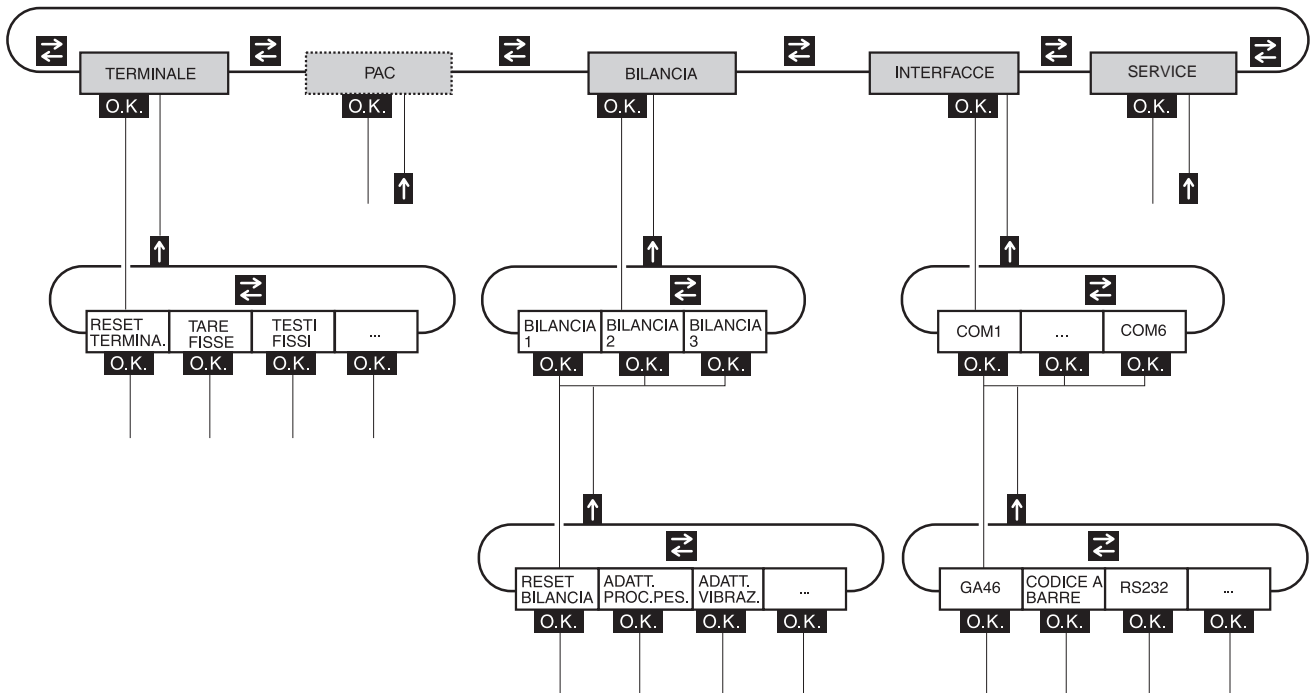 TERMINALE
PAC
BILANCIA
INTERFACCE
SERVICE
O.K.
O.K.
O.K.
O.K.
O.K.
RESET
TERMINA.
TARE
FISSE
TESTI
FISSI
...
BILANCIA
1
BILANCIA
2
BILANCIA
3
COM1
...
COM6
O.K.
O.K.
O.K.
O.K.
O.K.
O.K.
O.K.
O.K.
O.K.
O.K.
RESET
BILANCIA
ADATT.
PROC.PES.
ADATT.
VIBRAZ.
...
GA46
CODICE A
BARRE
RS232
...
O.K.
O.K.
O.K.
O.K.
O.K.
O.K.
O.K.
O.K.